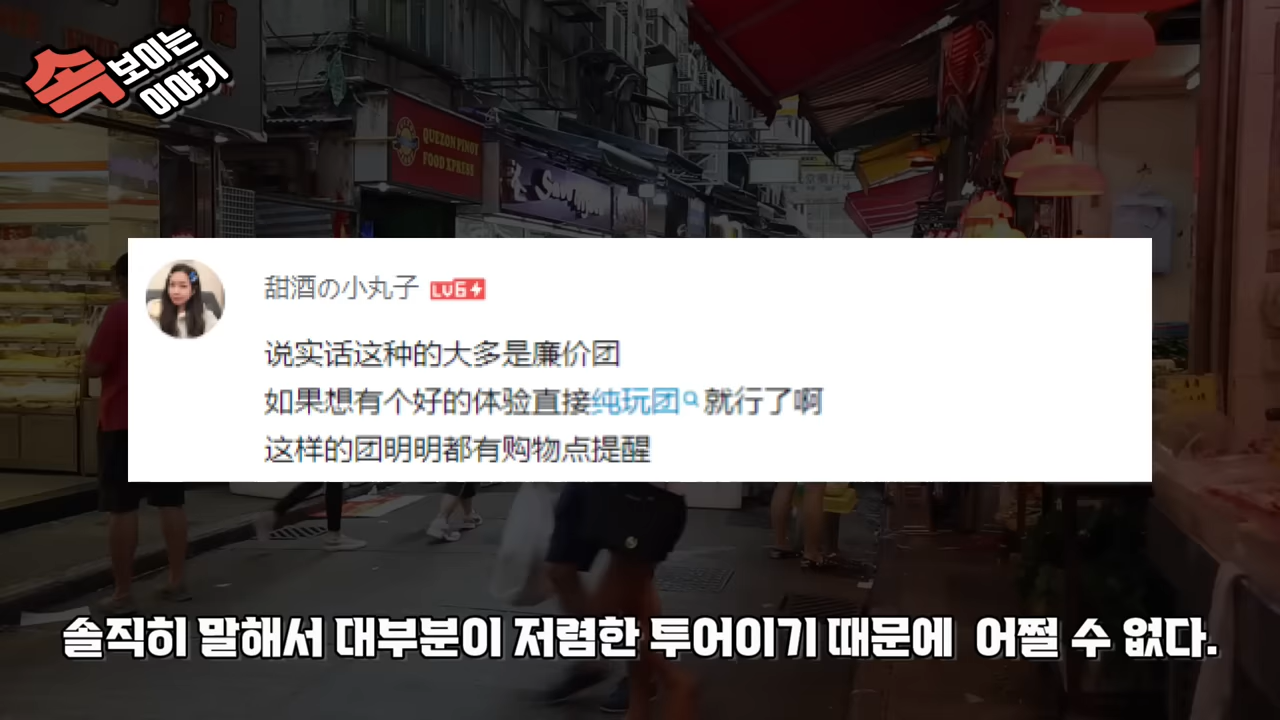 속
보이는
이야기
QUEZON PINOY
FOOD XPRESS
甜酒の小丸子 LV6
说实话这种的大多是廉价团
如果想有个好的体验直接纯玩团就行了啊
这样的团明明都有购物点提醒
솔직히 말해서 대부분이 저렴한 투어이기 때문에 어쩔 수 없다.